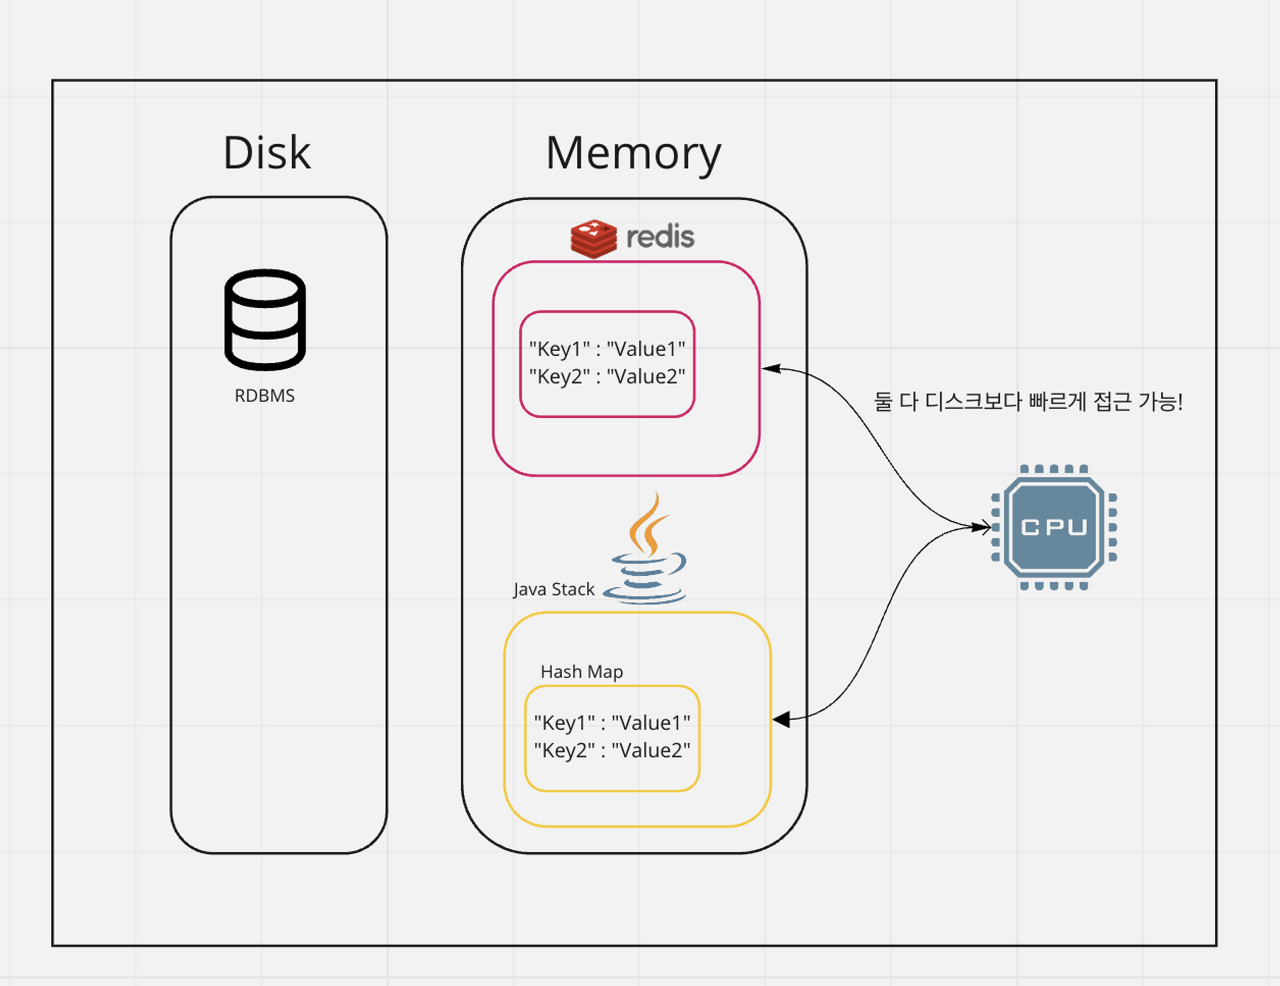 Disk
Memory
redis
"Key1" : "Value1"
"Key2" : "Value2"
RDBMS
둘 다 디스크보다 빠르게 접근 가능!
CPU
Java Stack
Hash Map
"Key1" : "Value1"
"Key2" : "Value2"